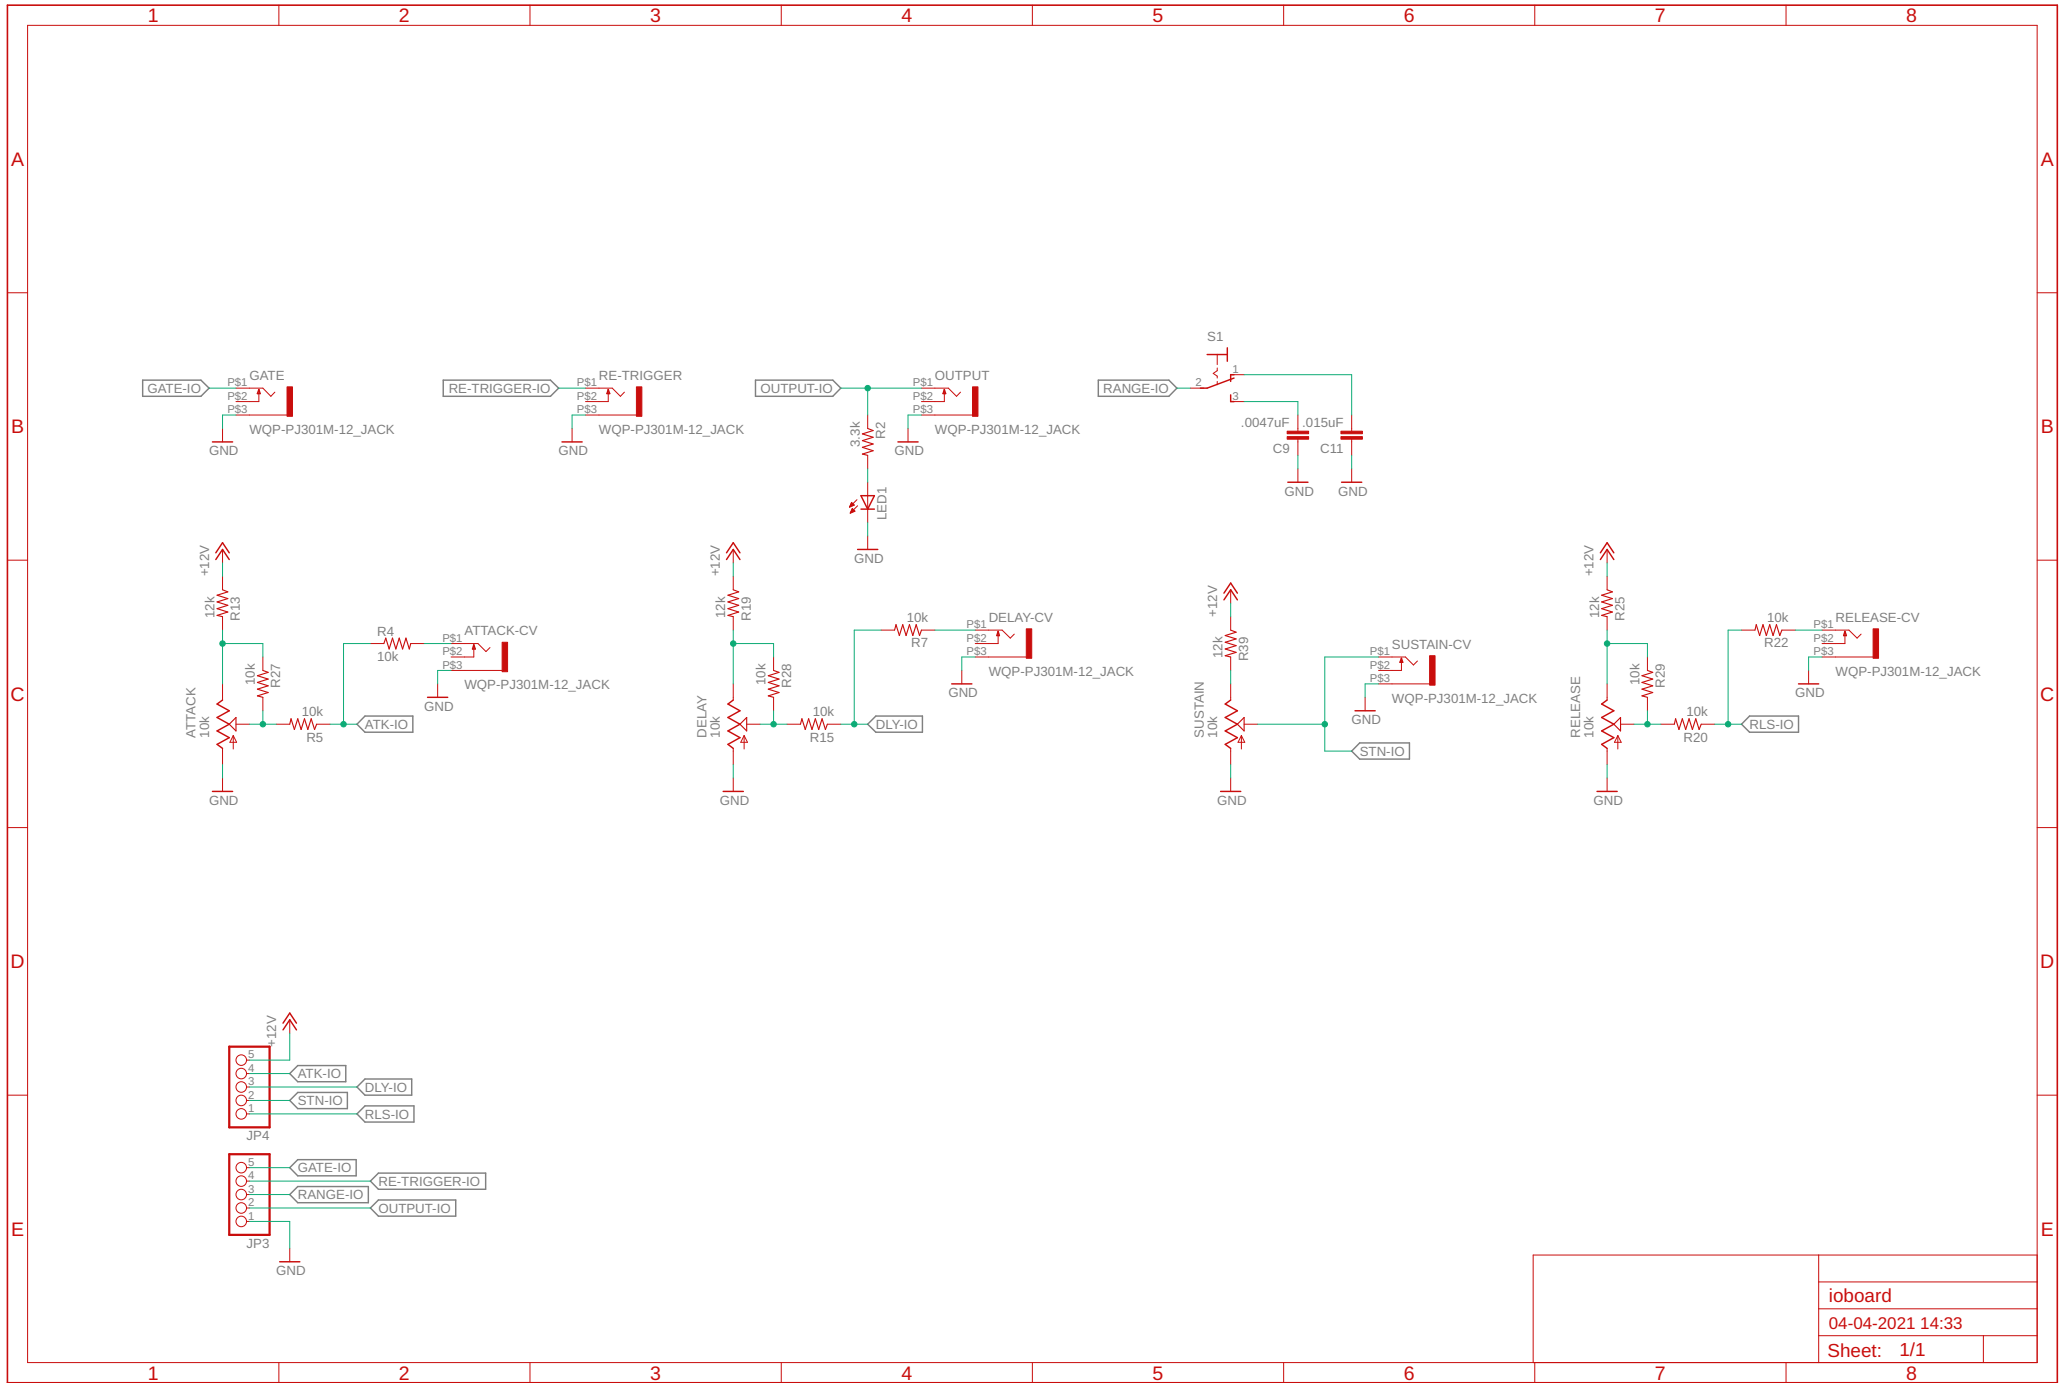 1 2 3 4 5 6 7 8
A A
S1
GATE-IO P$1 GATE
P$2
P$3
WQP-PJ301M-12_JACK
GND
RE-TRIGGER-IO P$1 RE-TRIGGER
P$2
P$3
WQP-PJ301M-12_JACK
GND
OUTPUT-IO P$1 OUTPUT
P$2
P$3
WQP-PJ301M-12_JACK
GND
3.3k R2
LED1
GND
RANGE-IO 2 1
3
.0047uF .015uF
C9 C11
GND GND
B B
+12V
12k R13
10k R27
ATTACK
10k
10k
R5
ATK-IO
GND
R4
10k
P$1 ATTACK-CV
P$2
P$3
WQP-PJ301M-12_JACK
GND
+12V
12k R19
10k R28
DELAY
10k
10k
R15
DLY-IO
GND
10k
R7
P$1 DELAY-CV
P$2
P$3
WQP-PJ301M-12_JACK
GND
+12V
12k R39
SUSTAIN
10k
GND
P$1 SUSTAIN-CV
P$2
P$3
WQP-PJ301M-12_JACK
GND
STN-IO
+12V
12k R25
10k R29
RELEASE
10k
10k
R20
RLS-IO
GND
10k
R22
P$1 RELEASE-CV
P$2
P$3
WQP-PJ301M-12_JACK
GND
C C
D D
+12V
5
4 ATK-IO
3 DLY-IO
2 STN-IO
1 RLS-IO
JP4
5 GATE-IO
4 RE-TRIGGER-IO
3 RANGE-IO
2 OUTPUT-IO
1
JP3
GND
E E
ioboard
04-04-2021 14:33
Sheet: 1/1
1 2 3 4 5 6 7 8